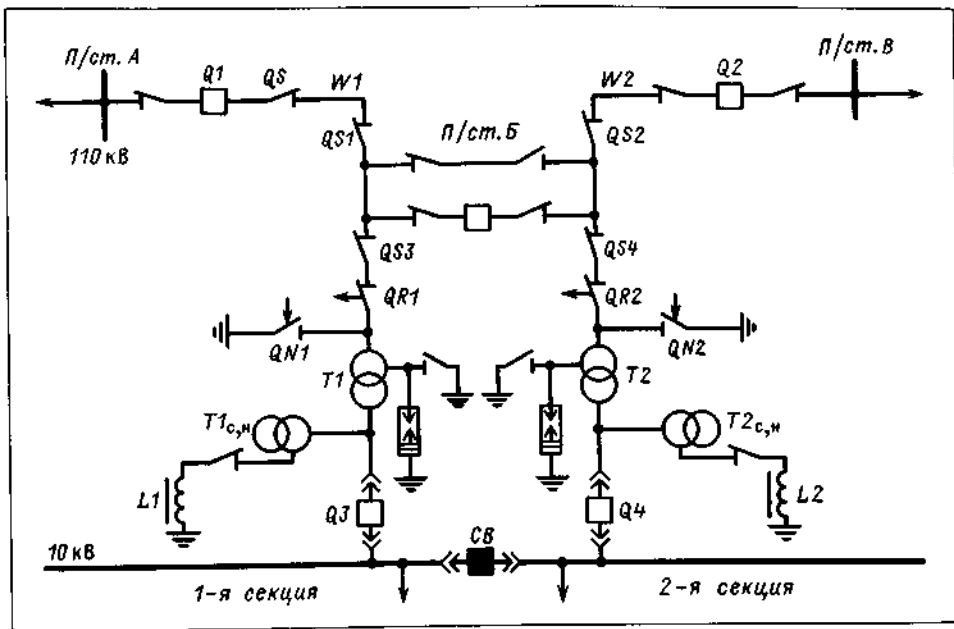 П/ст. А
Q1
QS
W1
W2
Q2
П/ст. В
110 кВ
QS1
П/ст. Б
QS2
QS3
QS4
QR1
QR2
QN1
QN2
T1
T2
T1с,н
T2с,н
L1
L2
Q3
Q4
СВ
10 кВ
1-я секция
2-я секция